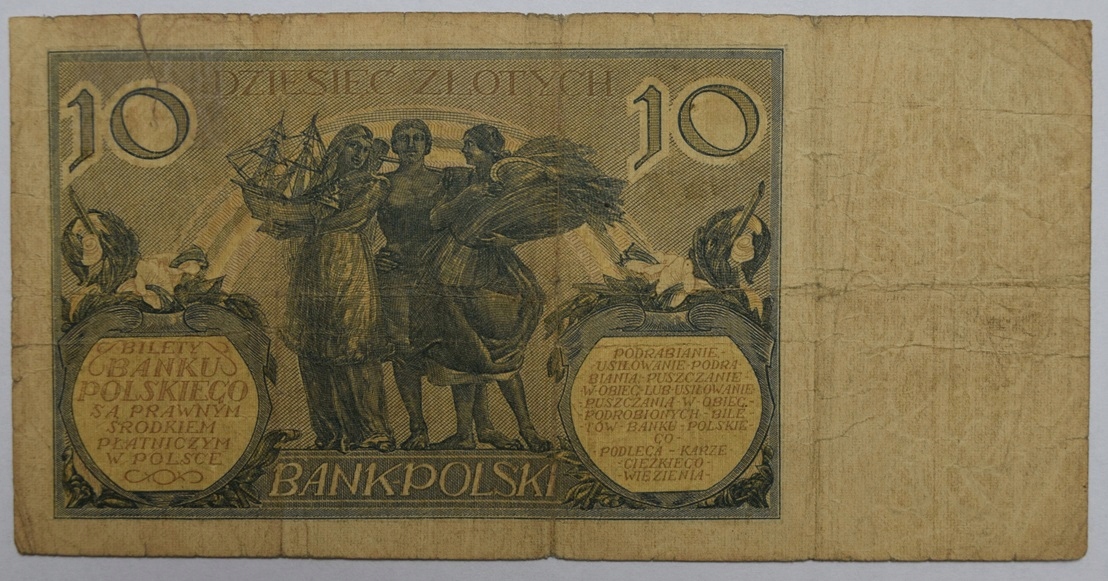 DZIESIĘC ZŁOTYCH
10
10
BILETY
BANKU
POLSKIEGO
SĄ PRAWNYM
ŚRODKIEM
PŁATNICZYM
W POLSCE
PODRABIANIE-
USIŁOWANIE-PODRA-
BIANIA; PUSZCZANIE
W-OBIEG-LUB-USIŁOWANIE
-PUSZCZANIA-W-OBIEG-
-PODROBIONYCH-BILE
TÓW-BANKU-POLSKIE-
GO-
-PODLEGA-KARZE-
-CIĘŻKIEGO-
-WIĘZIENIA-
BANK·POLSKI